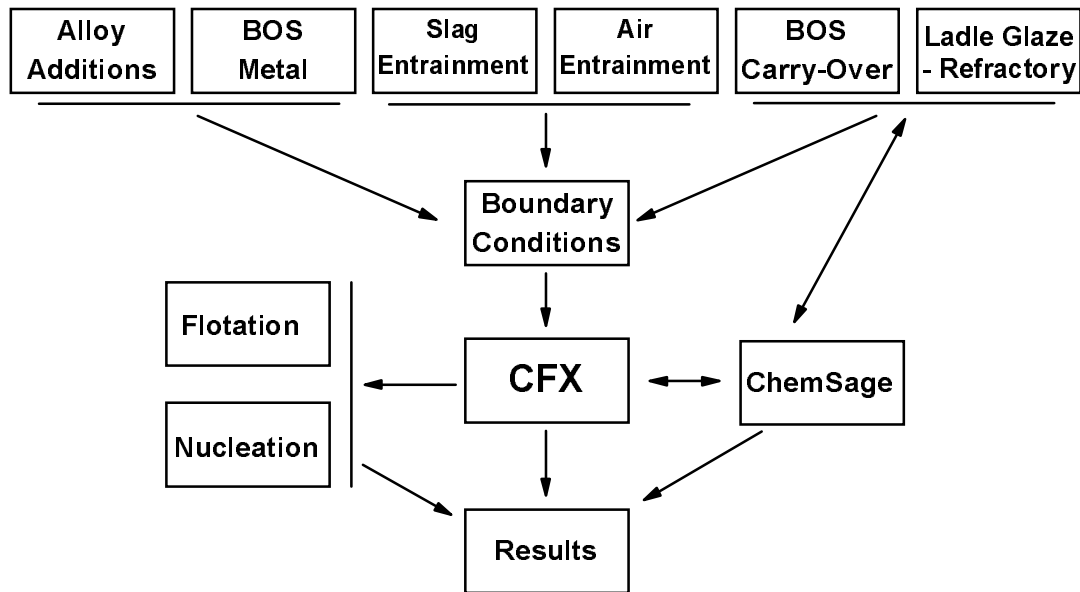 Alloy
Additions
BOS
Metal
Slag
Entrainment
Air
Entrainment
BOS
Carry-Over
Ladle Glaze
- Refractory
Boundary
Conditions
Flotation
CFX
ChemSage
Nucleation
Results